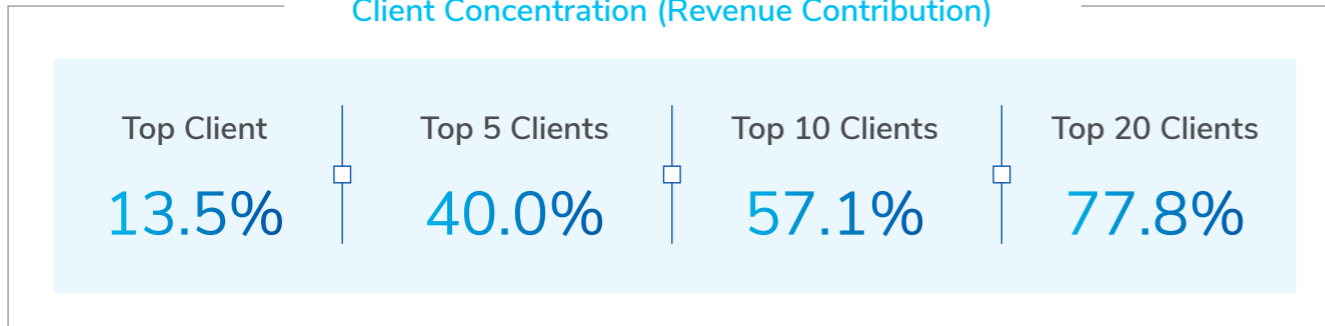 Client Concentration (Revenue Contribution)
Top Client
13.5%
Top 5 Clients
40.0%
Top 10 Clients
57.1%
Top 20 Clients
77.8%